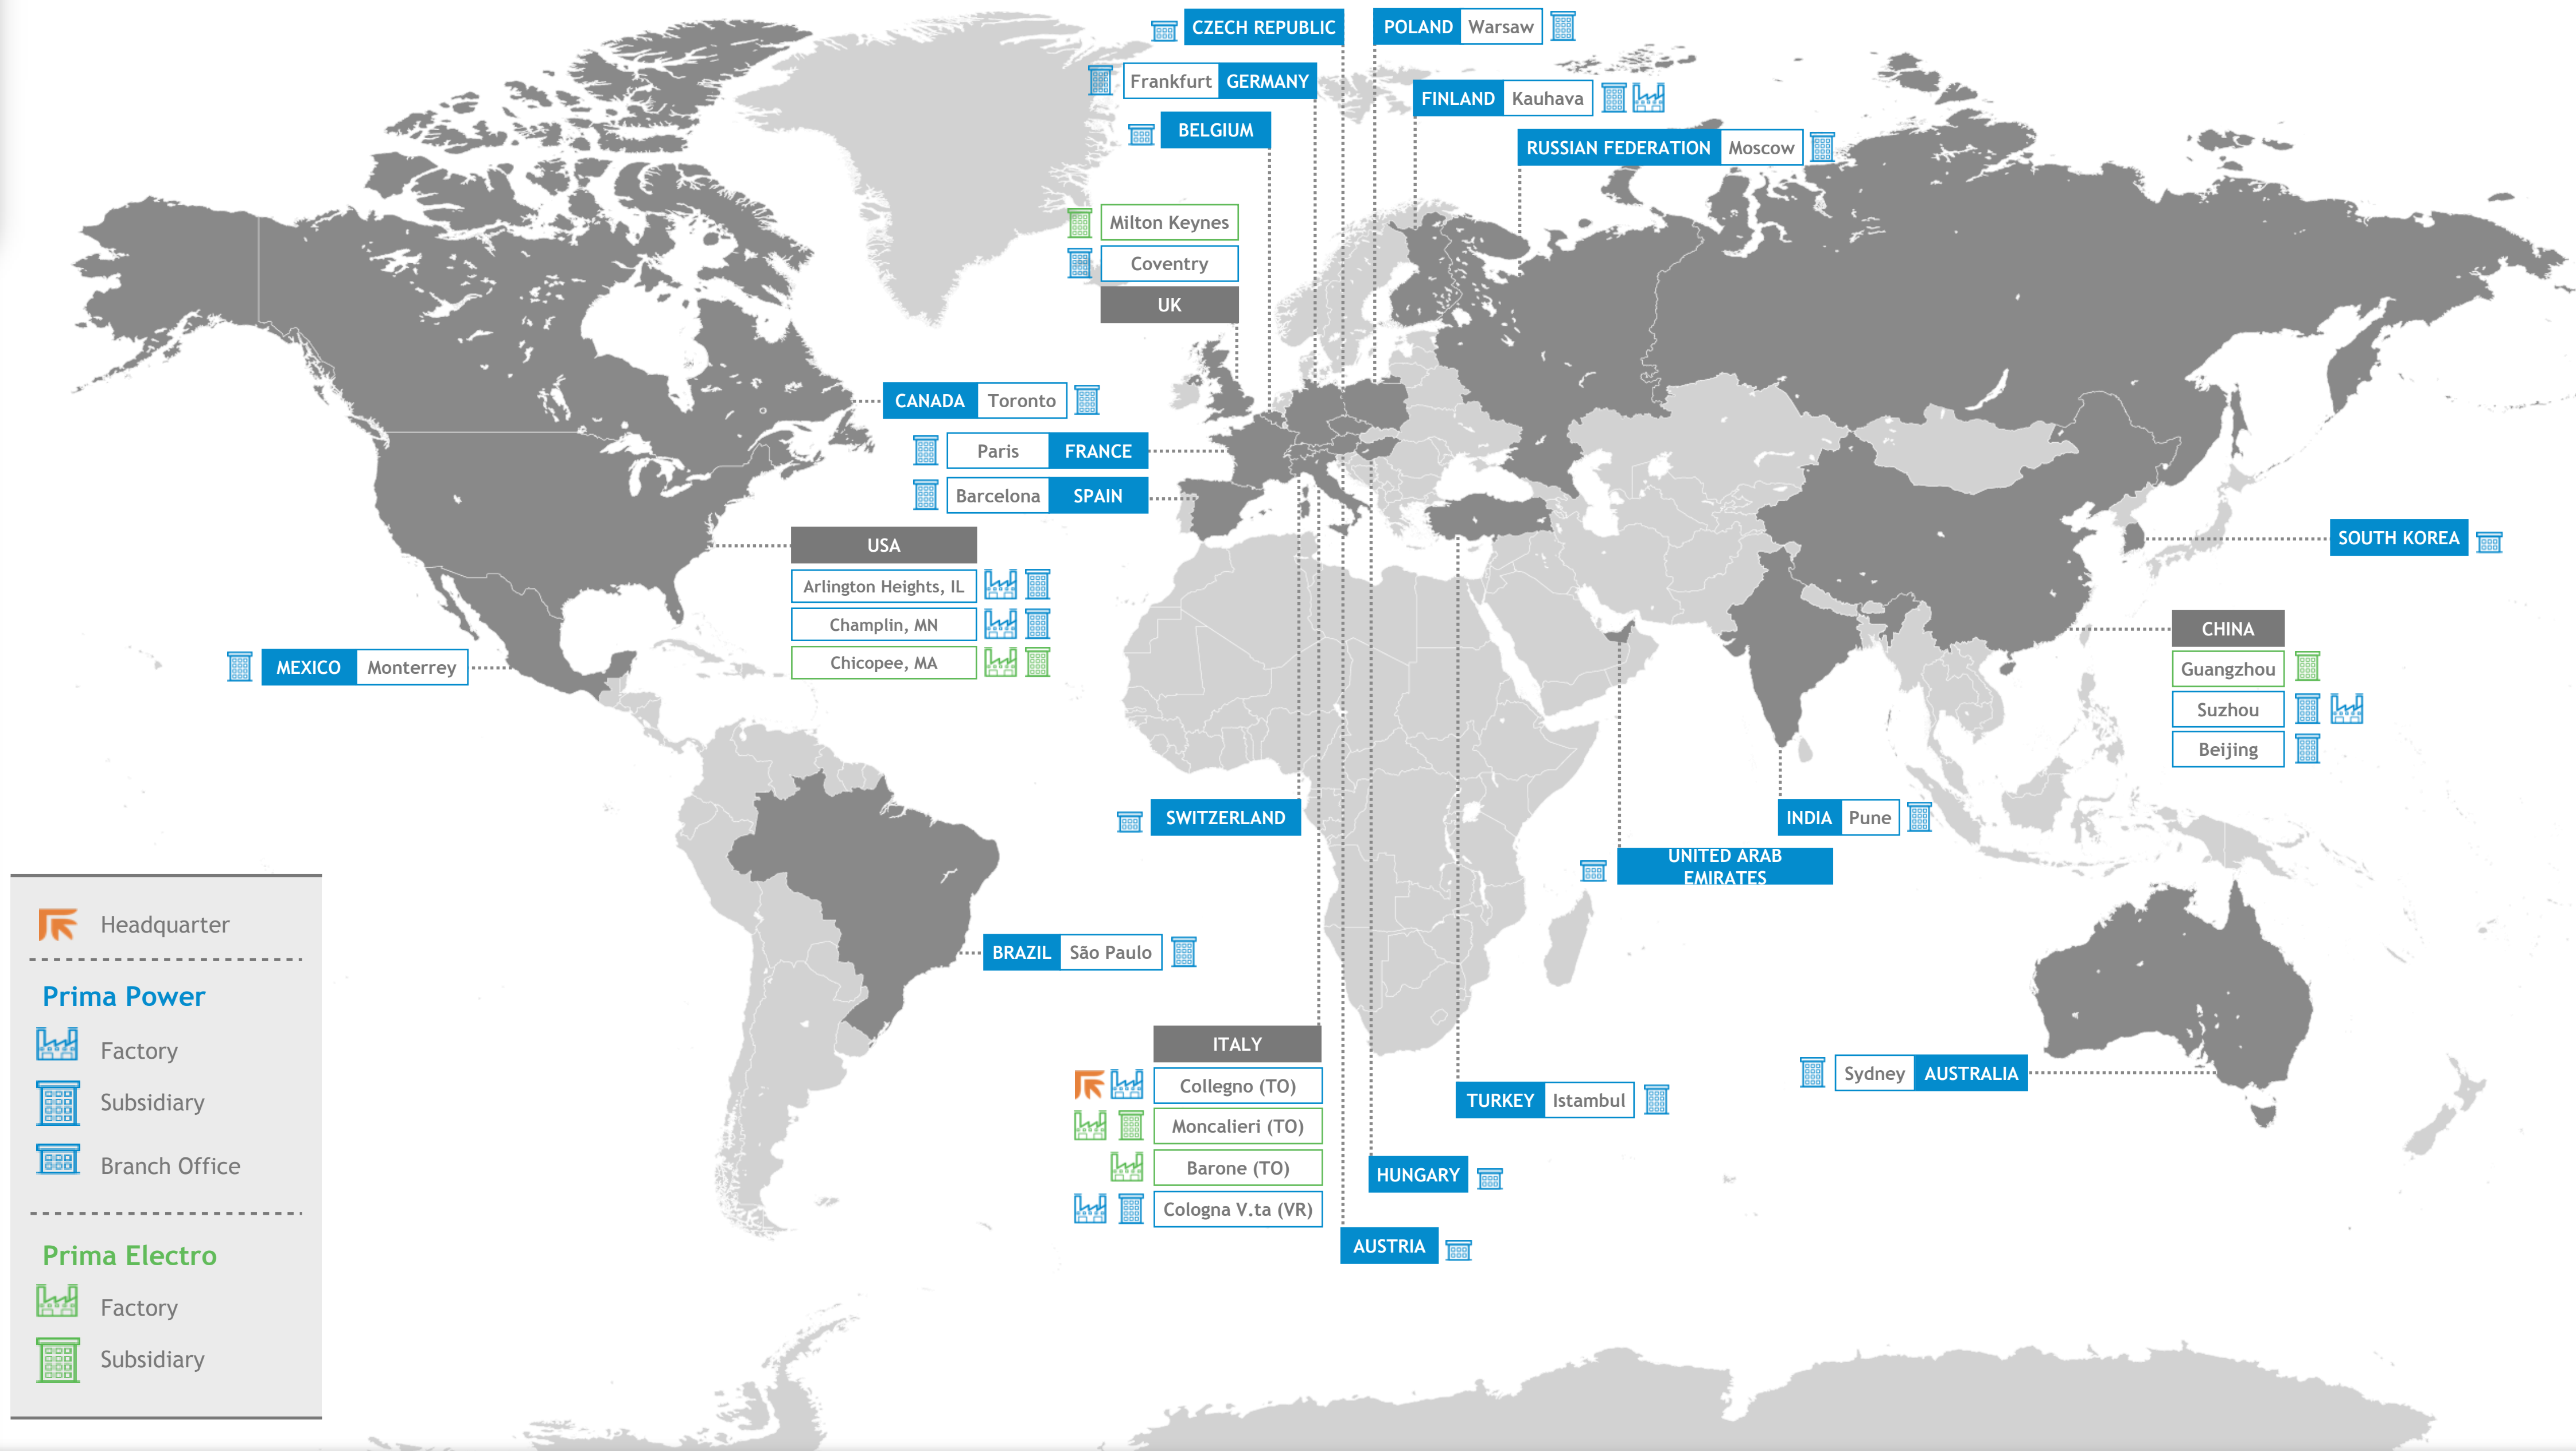 CZECH REPUBLIC
POLAND Warsaw
Frankfurt GERMANY
FINLAND Kauhava
BELGIUM
RUSSIAN FEDERATION Moscow
Milton Keynes
Coventry
UK
CANADA Toronto
Paris FRANCE
Barcelona SPAIN
USA
Arlington Heights, IL
Champlin, MN
Chicopee, MA
MEXICO Monterrey
SOUTH KOREA
CHINA
Guangzhou
Suzhou
Beijing
SWITZERLAND
INDIA Pune
UNITED ARAB
EMIRATES
BRAZIL São Paulo
ITALY
Collegno (TO)
Moncalieri (TO)
Barone (TO)
Cologna V.ta (VR)
TURKEY Istambul
Sydney AUSTRALIA
HUNGARY
AUSTRIA
Headquarter
Prima Power
Factory
Subsidiary
Branch Office
Prima Electro
Factory
Subsidiary